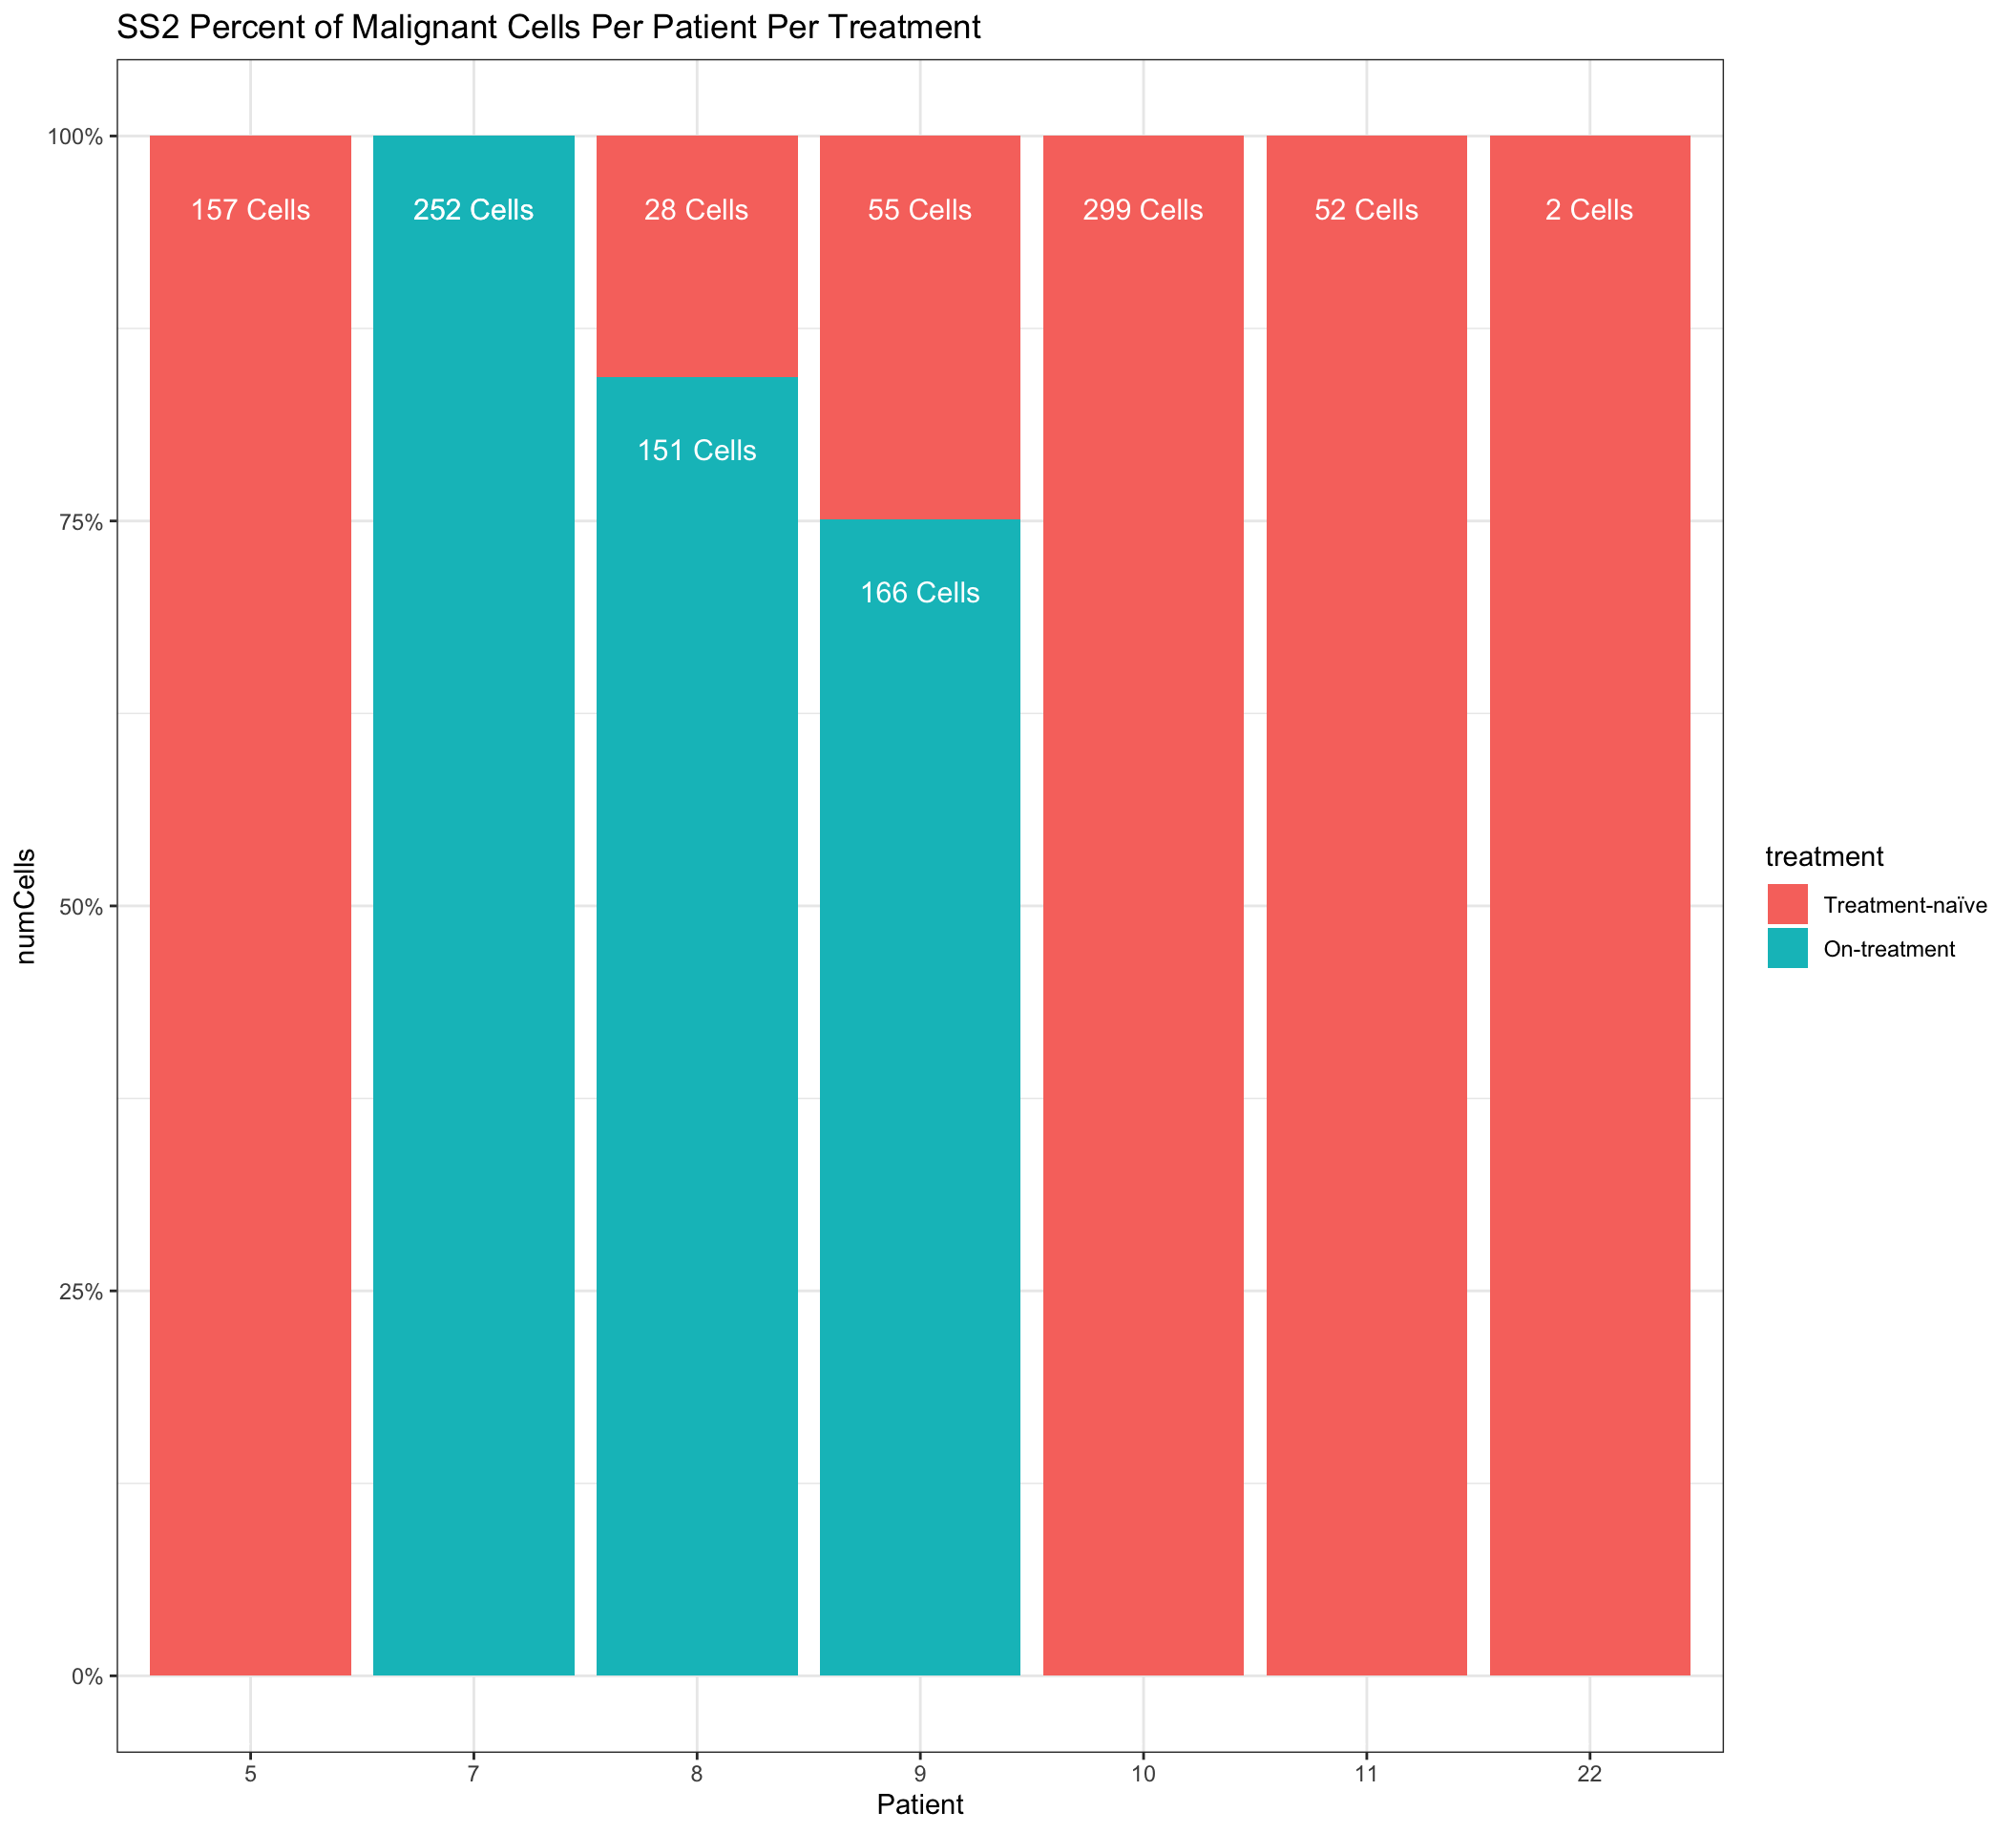 SS2 Percent of Malignant Cells Per Patient Per Treatment
100%
75%
50%
25%
0%
numCells
157 Cells
252 Cells
28 Cells
55 Cells
299 Cells
52 Cells
2 Cells
151 Cells
166 Cells
5
7
8
9
10
11
22
Patient
treatment
Treatment-naïve
On-treatment